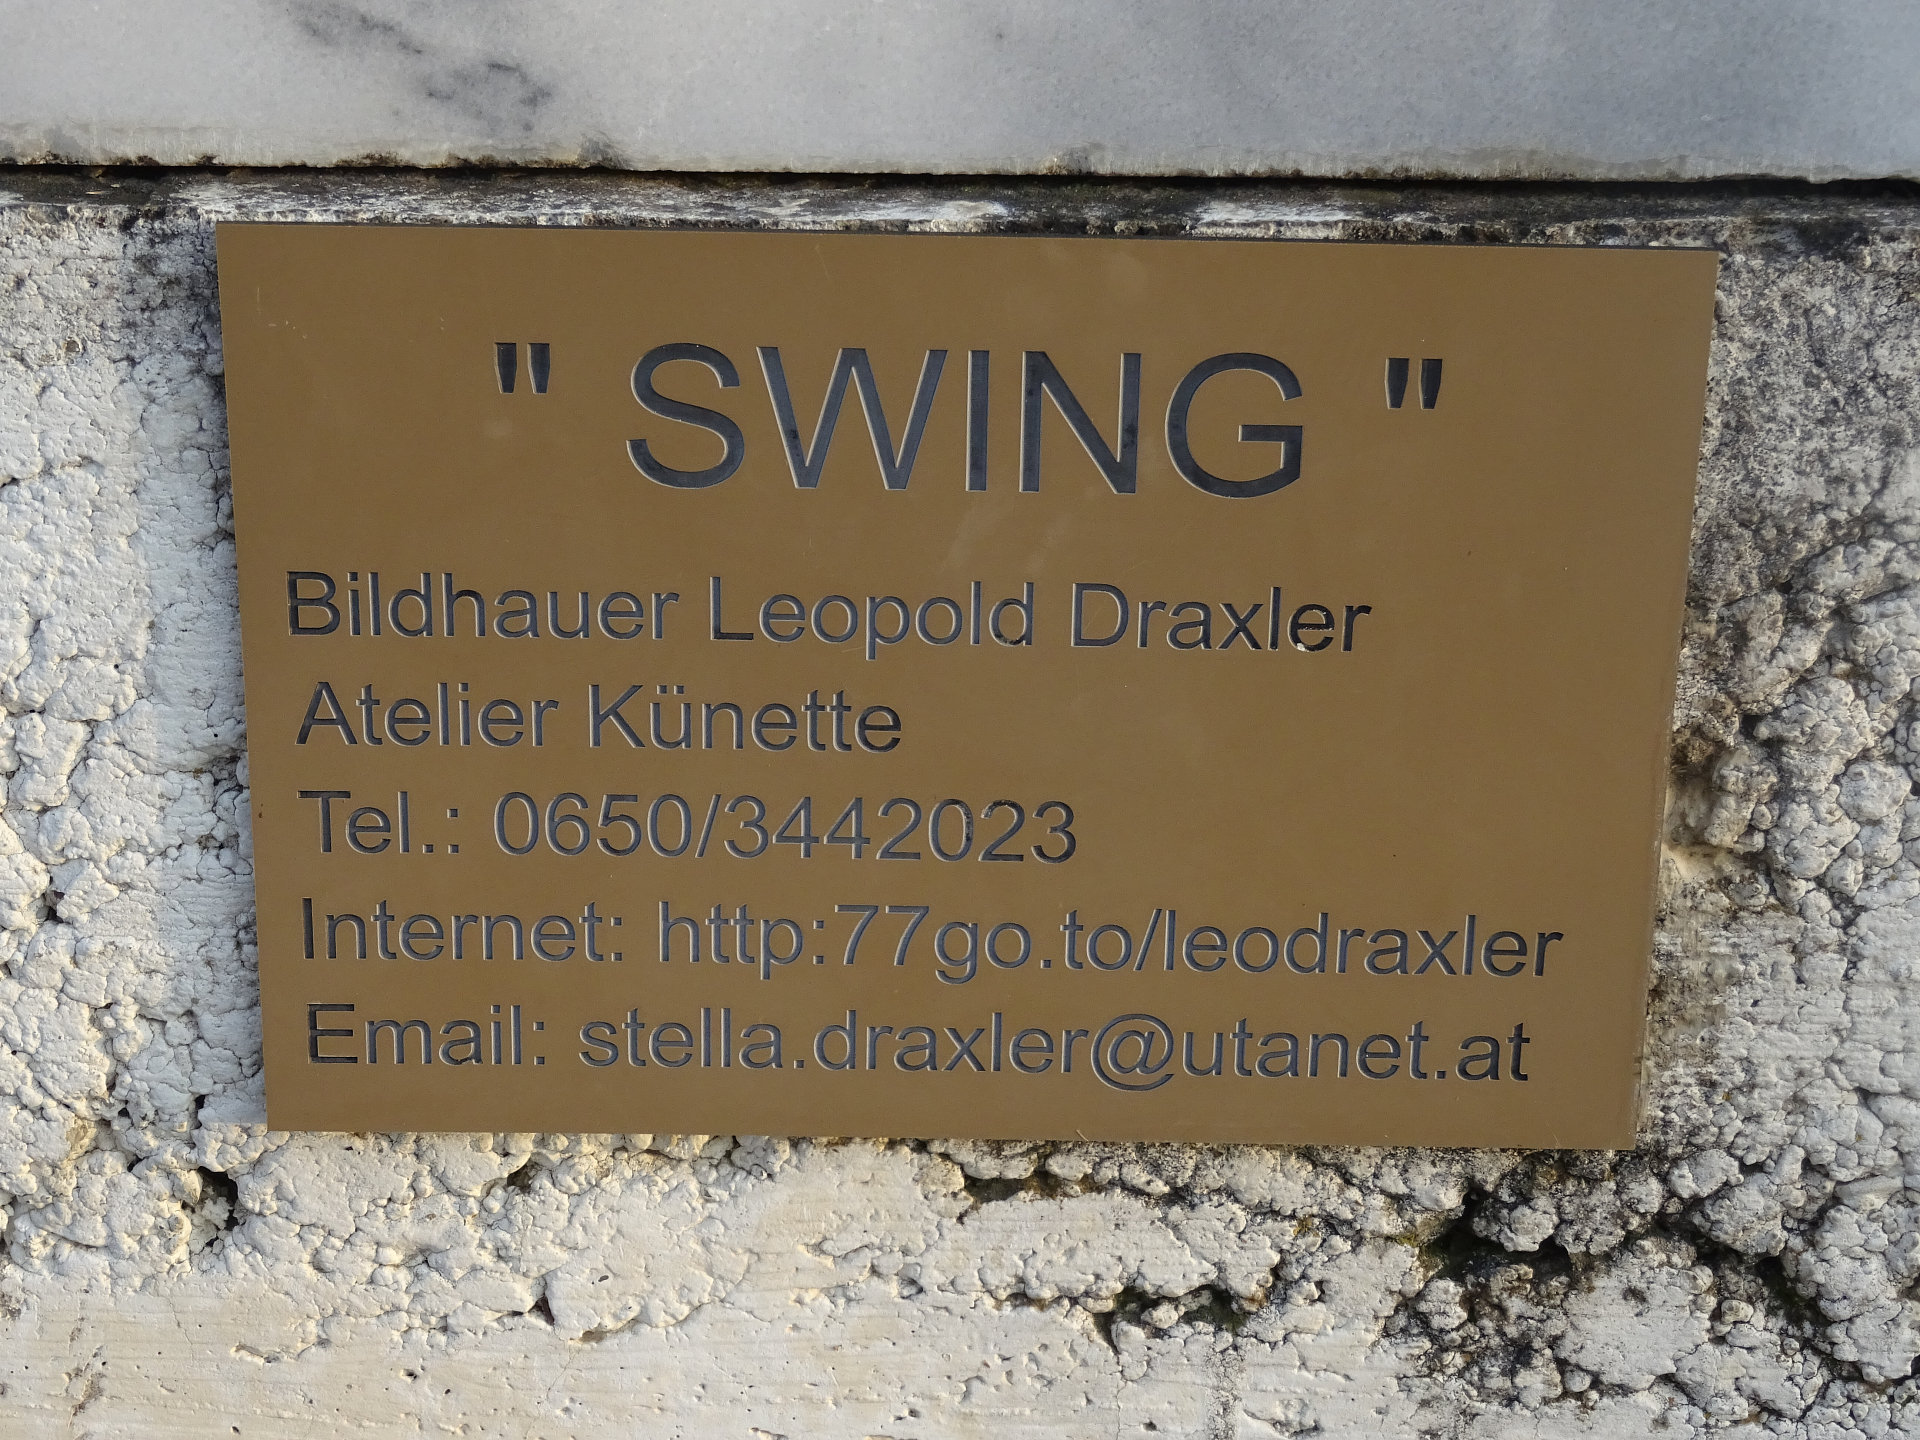 " SWING "
Bildhauer Leopold Draxler
Atelier Künette
Tel.: 0650/3442023
Internet: http:77go.to/leodraxler
Email: stella.draxler@utanet.at